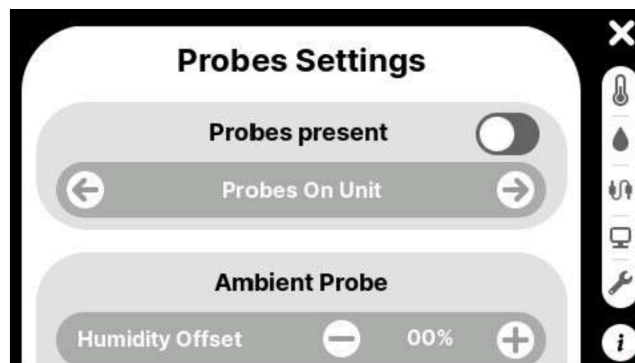 Probes Settings
Probes present
Probes On Unit
Ambient Probe
Humidity Offset 00%
i